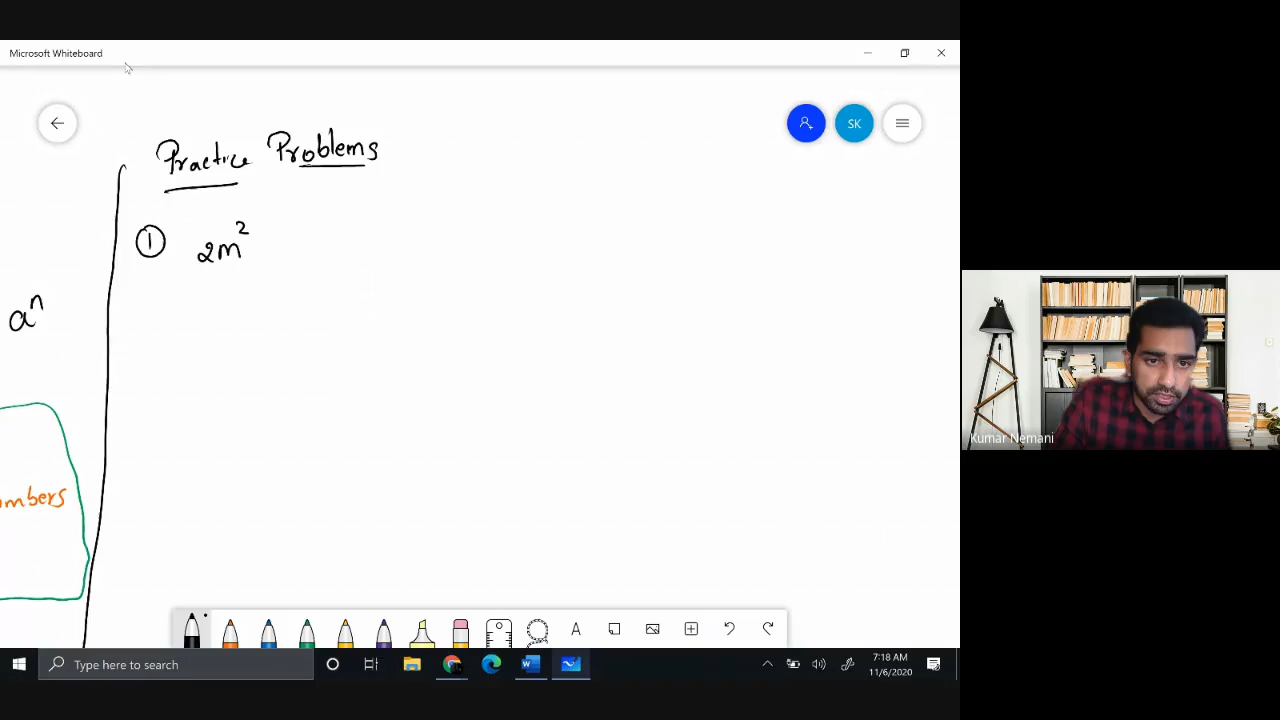 Microsoft Whiteboard
SK
Practice Problems
① 2m²
aⁿ
mbers
Kumar Nemani
A
Type here to search
7:18 AM
11/6/2020